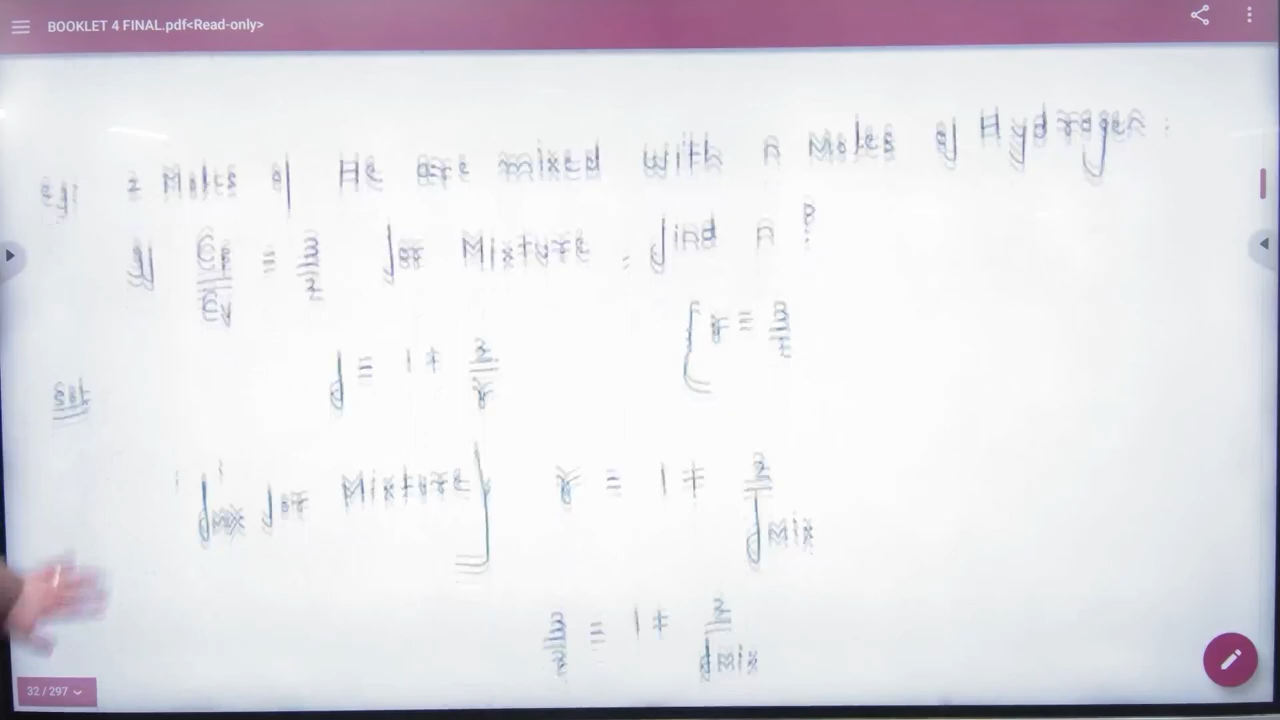 BOOKLET 4 FINAL.pdf<Read-only>
eg: 2 Moles of He are mixed with n Moles of Hydrogen.
If Cp/Cv = 3/2 for Mixture. find n?
γ = 3/2
f = 1 + 2/γ
Sol
fmix for Mixture
γ = 1 + 2/fmix
3/2 = 1 + 2/fmix
32 / 297